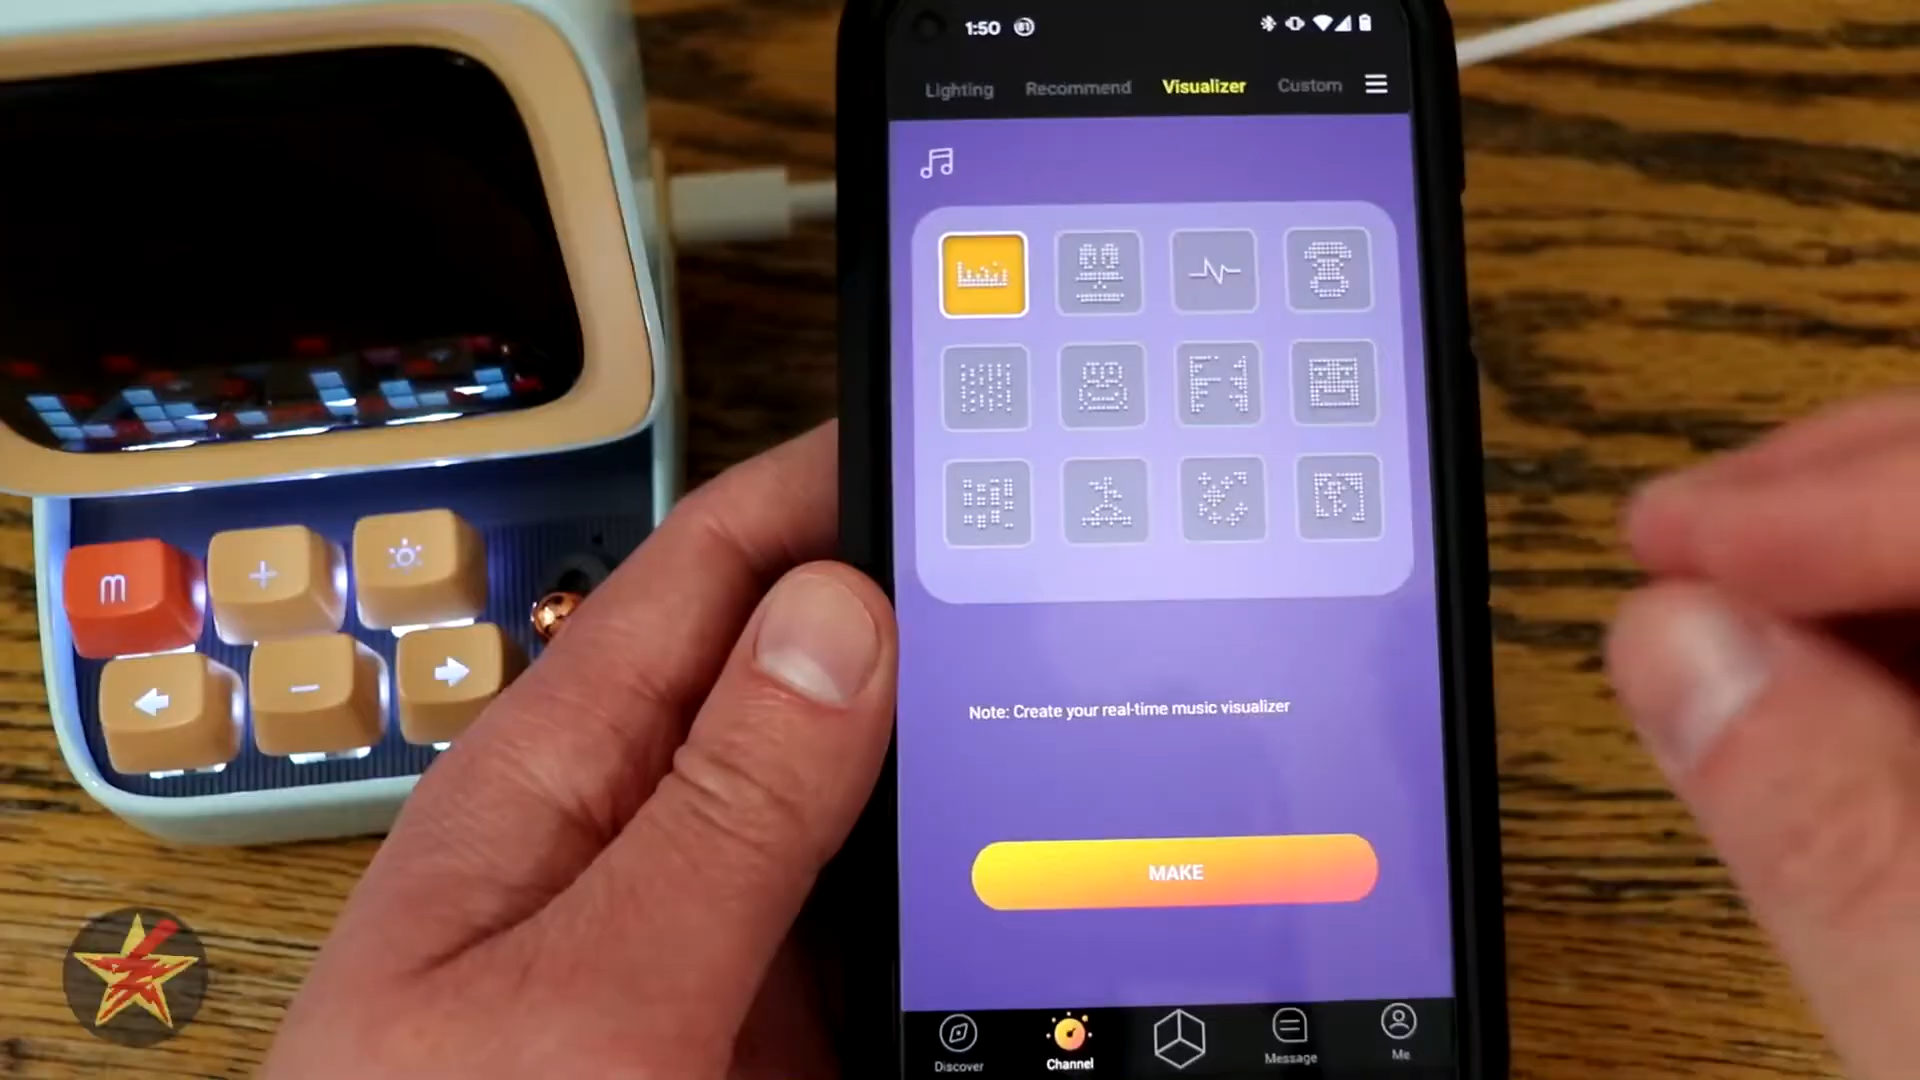 1:50
Lighting Recommend Visualizer Custom
Note: Create your real-time music visualizer
MAKE
Discover Channel Message Me
m + 
−